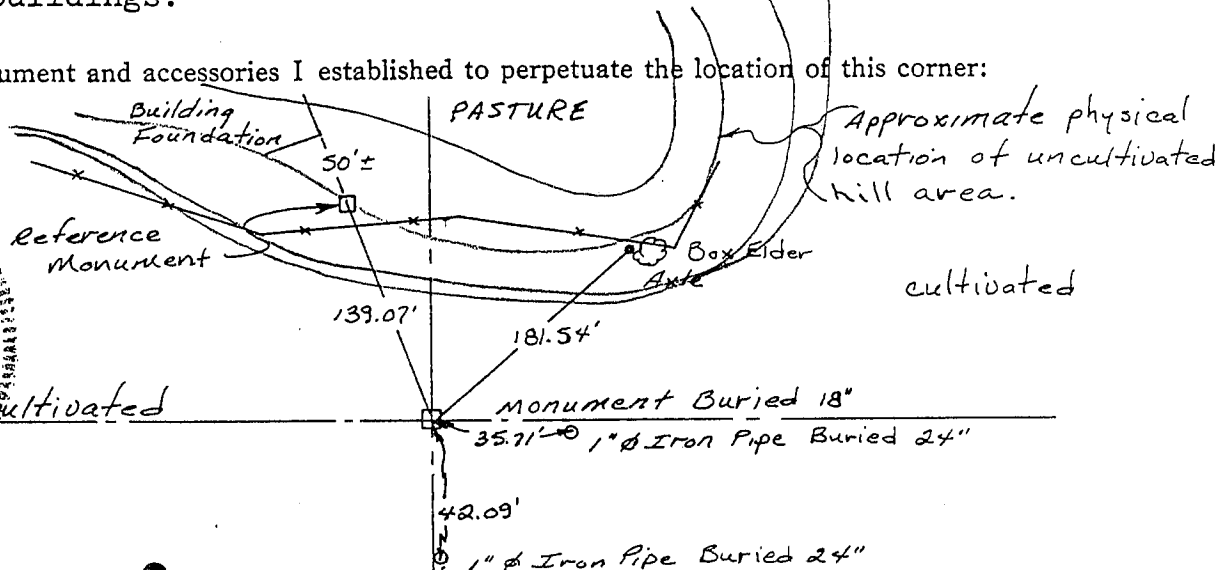 ument and accessories I established to perpetuate the location of this corner:
Building
Foundation
PASTURE
50'±
Approximate physical
location of uncultivated
hill area.
Reference
Monument
Box Elder
Axle
cultivated
139.07'
181.54'
ultivated
Monument Buried 18"
35.71'
1" ø Iron Pipe Buried 24"
42.09'
1" ø Iron Pipe Buried 24"